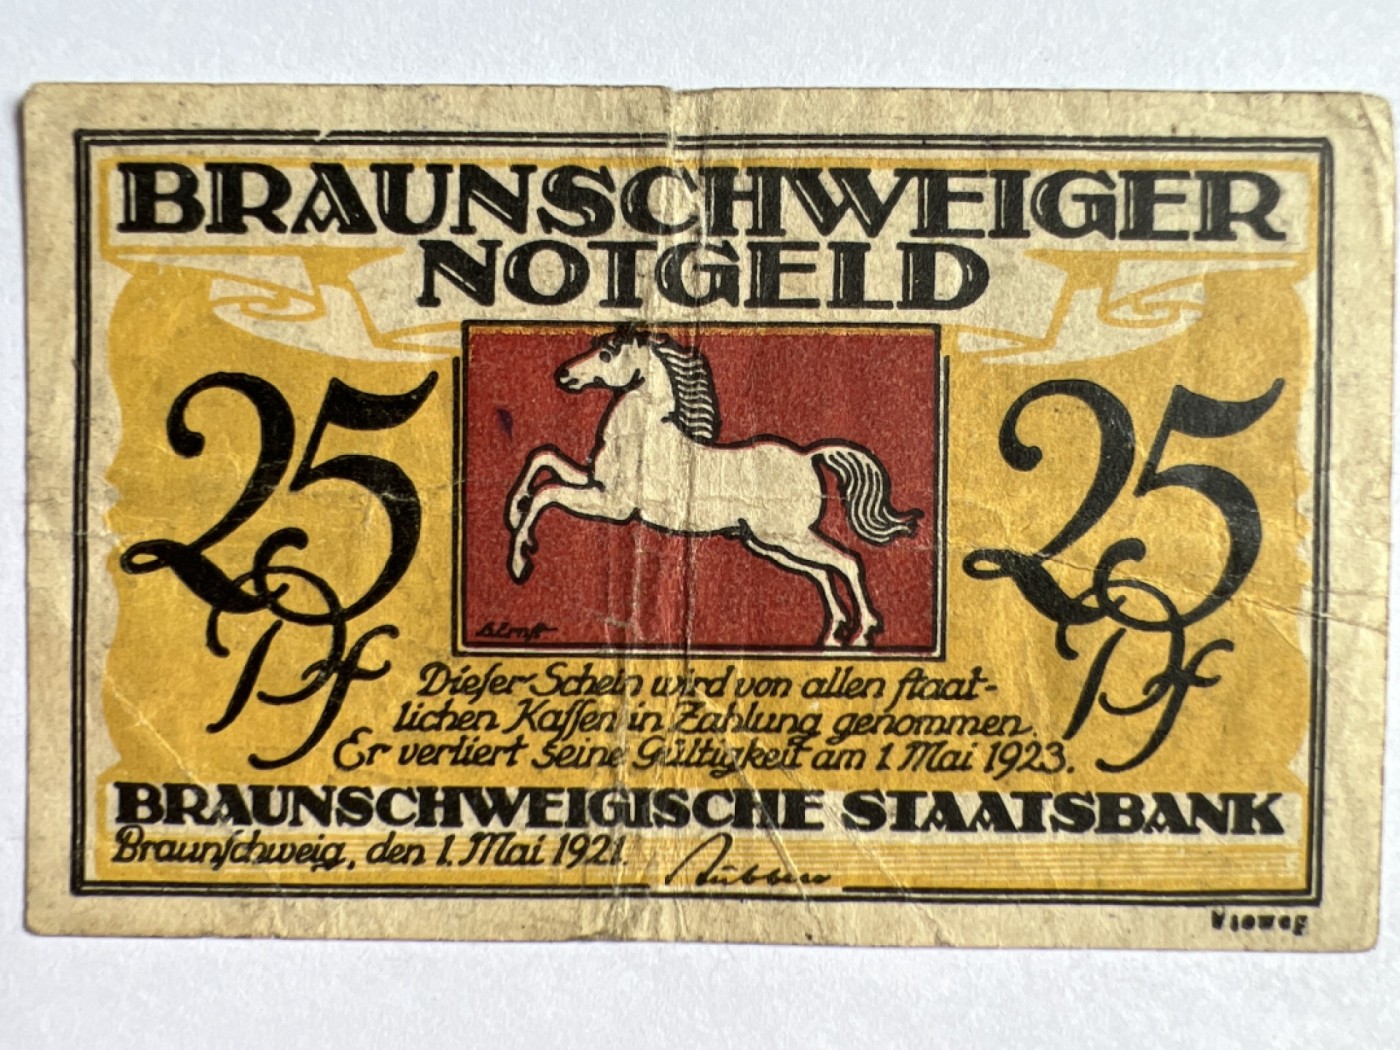 BRAUNSCHWEIGER
NOTGELD
25 25
Pf Pf
Dieſer Schein wird von allen ſtaat-
lichen Kaſſen in Zahlung genommen.
Er verliert ſeine Gültigkeit am 1. Mai 1923.
BRAUNSCHWEIGISCHE STAATSBANK
Braunſchweig, den 1. Mai 1921.
Vieweg